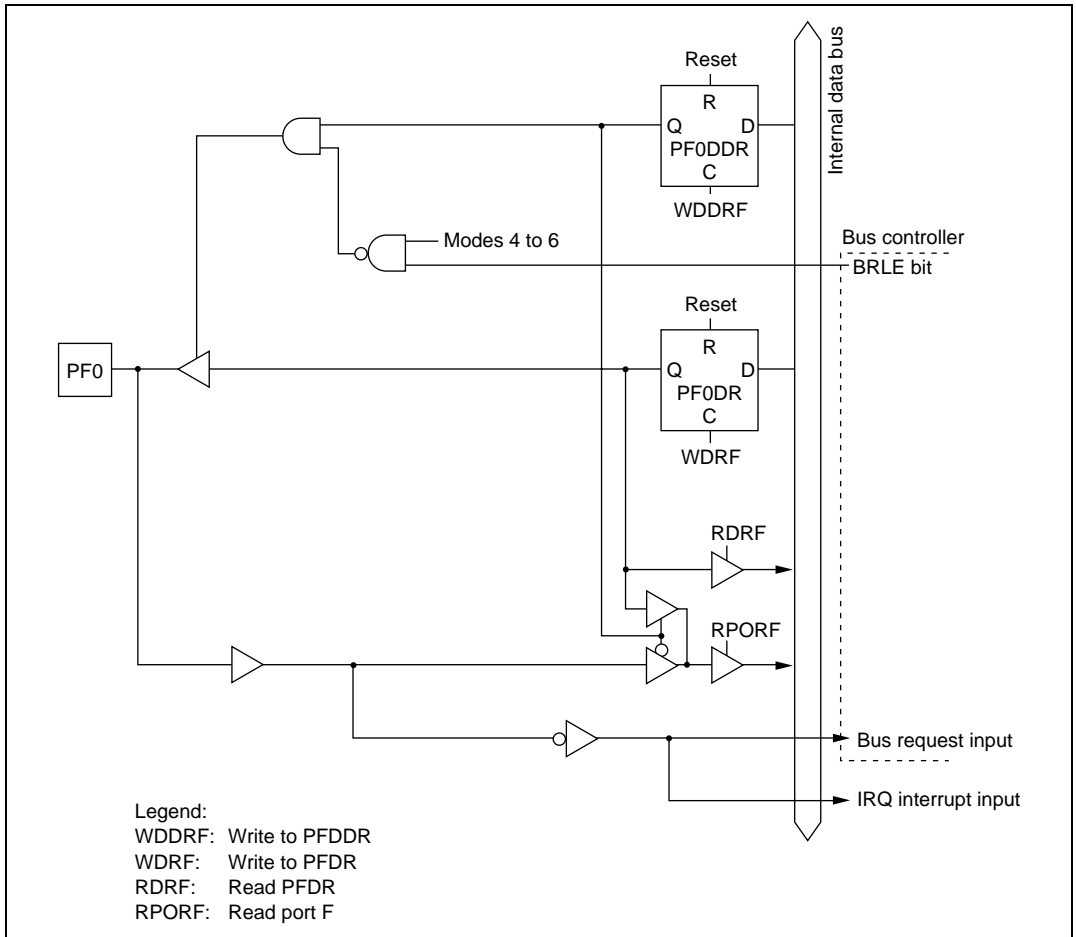 Reset
R
Q D
PF0DDR
C
WDDRF
Internal data bus
Modes 4 to 6
Bus controller
BRLE bit
Reset
R
PF0
Q D
PF0DR
C
WDRF
RDRF
RPORF
Bus request input
IRQ interrupt input
Legend:
WDDRF: Write to PFDDR
WDRF: Write to PFDR
RDRF: Read PFDR
RPORF: Read port F